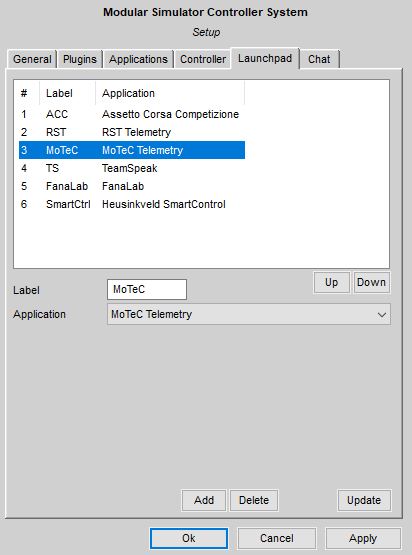 Modular Simulator Controller System
Setup
General Plugins Applications Controller Launchpad Chat
# Label Application
1 ACC Assetto Corsa Competizione
2 RST RST Telemetry
3 MoTeC MoTeC Telemetry
4 TS TeamSpeak
5 FanaLab FanaLab
6 SmartCtrl Heusinkveld SmartControl
Up Down
Label MoTeC
Application MoTeC Telemetry
Add Delete Update
Ok Cancel Apply